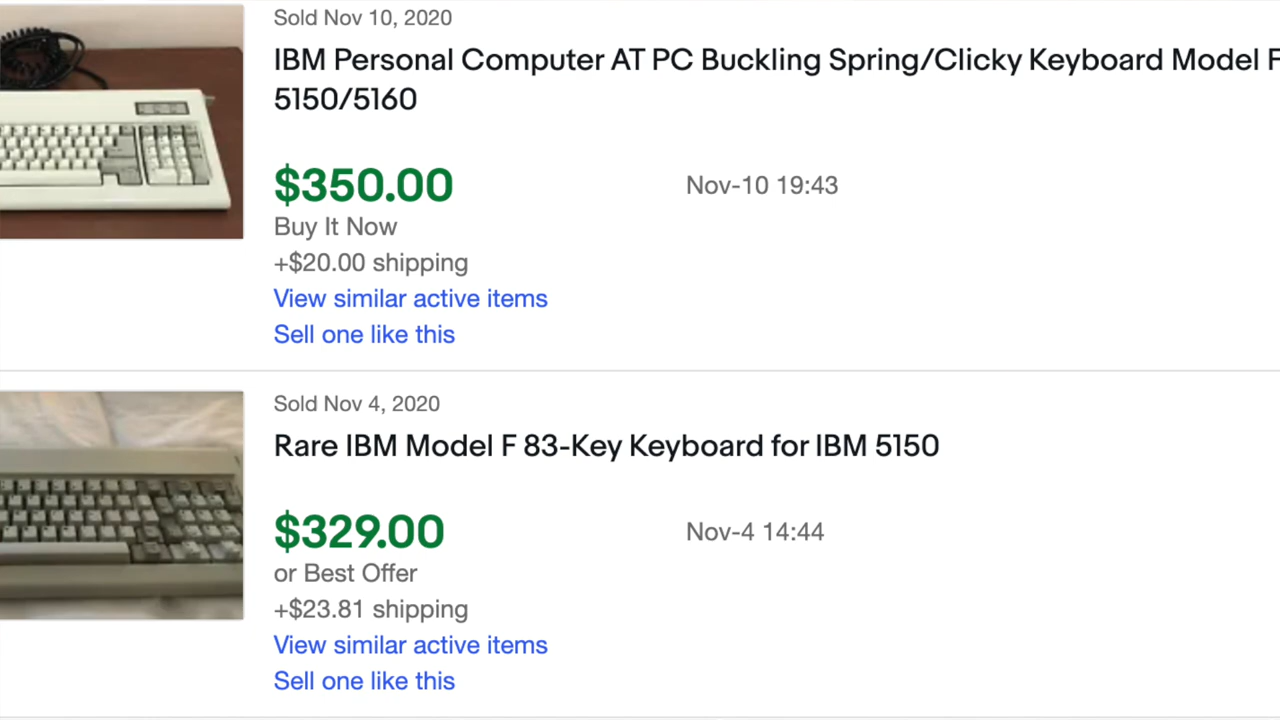 Sold Nov 10, 2020
IBM Personal Computer AT PC Buckling Spring/Clicky Keyboard Model F
5150/5160
$350.00
Nov-10 19:43
Buy It Now
+$20.00 shipping
View similar active items
Sell one like this
Sold Nov 4, 2020
Rare IBM Model F 83-Key Keyboard for IBM 5150
$329.00
Nov-4 14:44
or Best Offer
+$23.81 shipping
View similar active items
Sell one like this